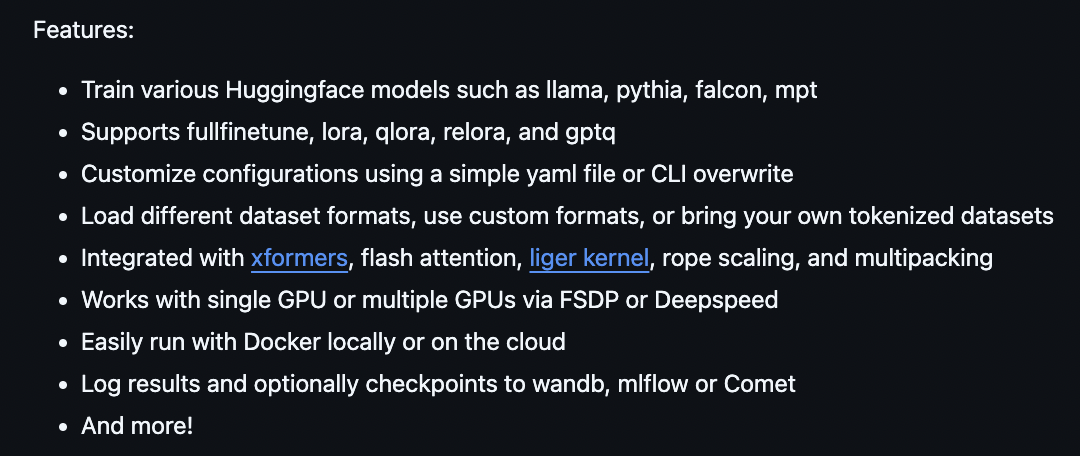 Features:
• Train various Huggingface models such as llama, pythia, falcon, mpt
• Supports fullfinetune, lora, qlora, relora, and gptq
• Customize configurations using a simple yaml file or CLI overwrite
• Load different dataset formats, use custom formats, or bring your own tokenized datasets
• Integrated with xformers, flash attention, liger kernel, rope scaling, and multipacking
• Works with single GPU or multiple GPUs via FSDP or Deepspeed
• Easily run with Docker locally or on the cloud
• Log results and optionally checkpoints to wandb, mlflow or Comet
• And more!